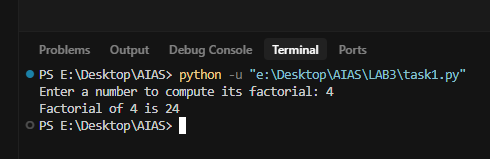 Problems Output Debug Console Terminal Ports
PS E:\Desktop\AIAS> python -u "e:\Desktop\AIAS\LAB3\task1.py"
Enter a number to compute its factorial: 4
Factorial of 4 is 24
PS E:\Desktop\AIAS>